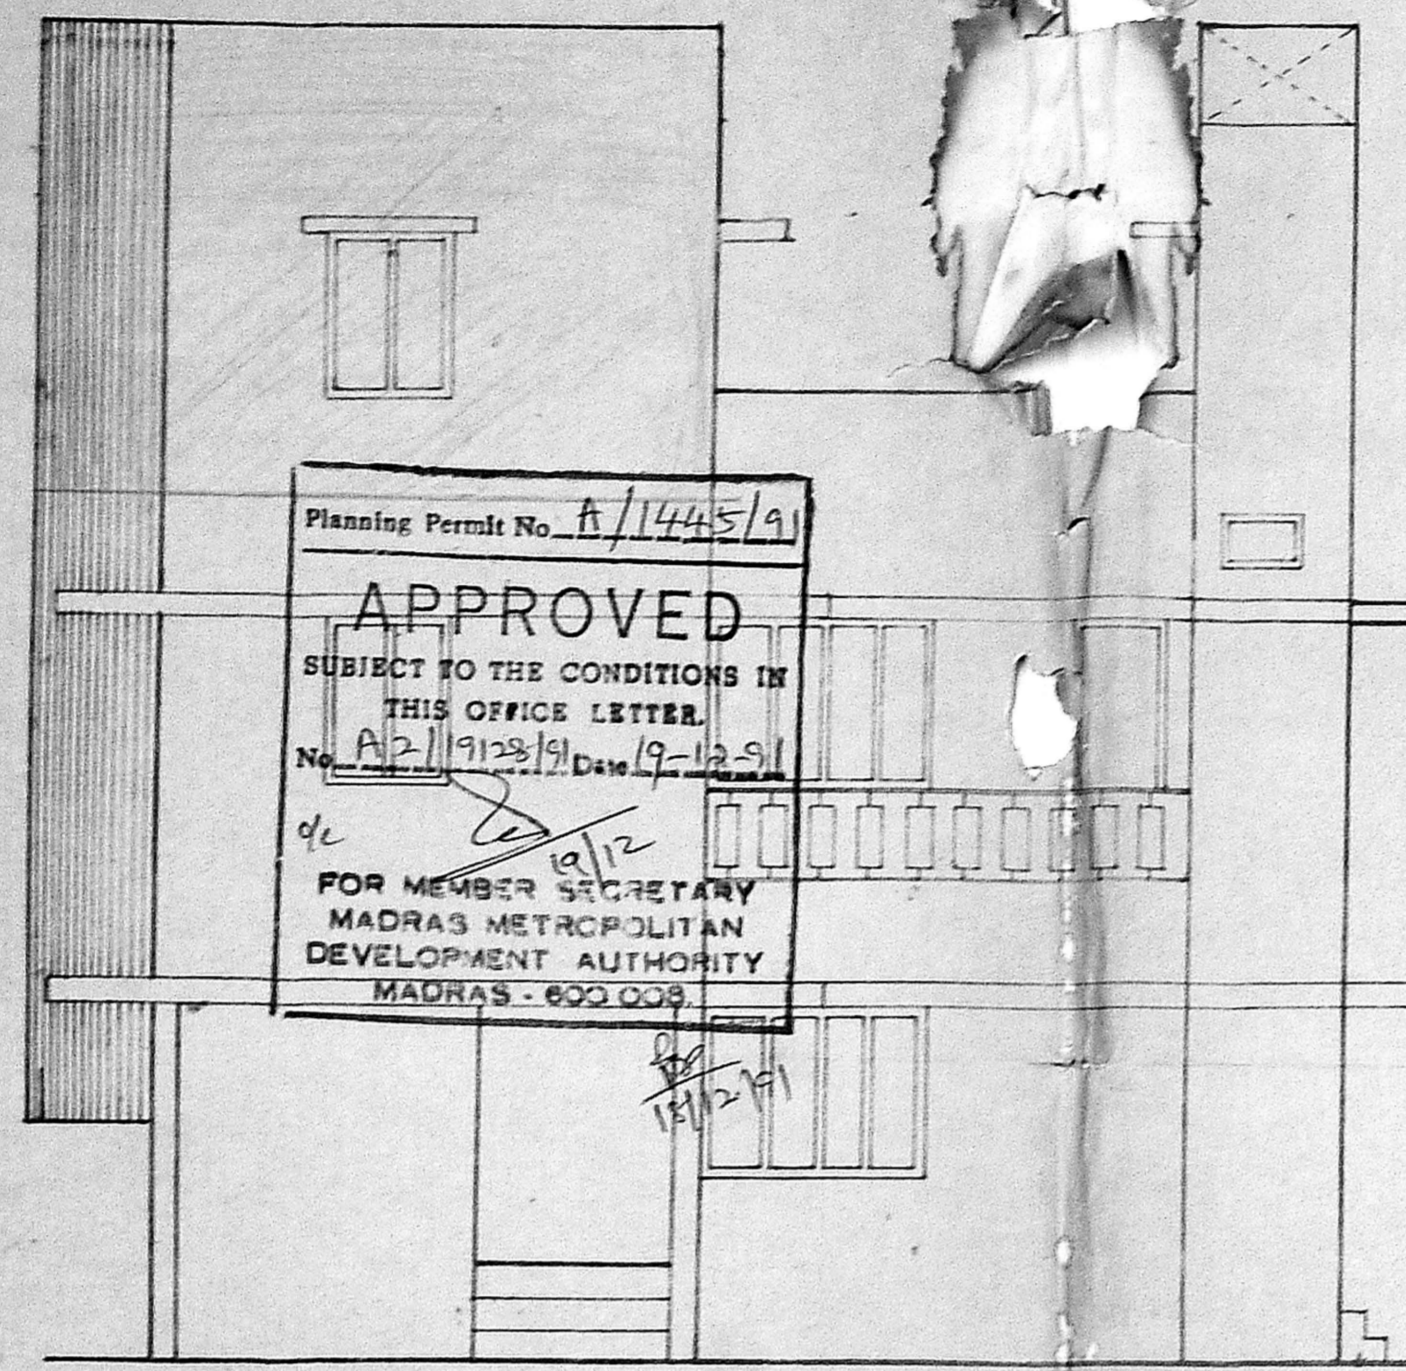 Planning Permit No A/1445/91
APPROVED
SUBJECT TO THE CONDITIONS IN
THIS OFFICE LETTER.
No A2/19128/91 Date 19-12-91
19/12
FOR MEMBER SECRETARY
MADRAS METROPOLITAN
DEVELOPMENT AUTHORITY
MADRAS - 600 008.
18/12/91